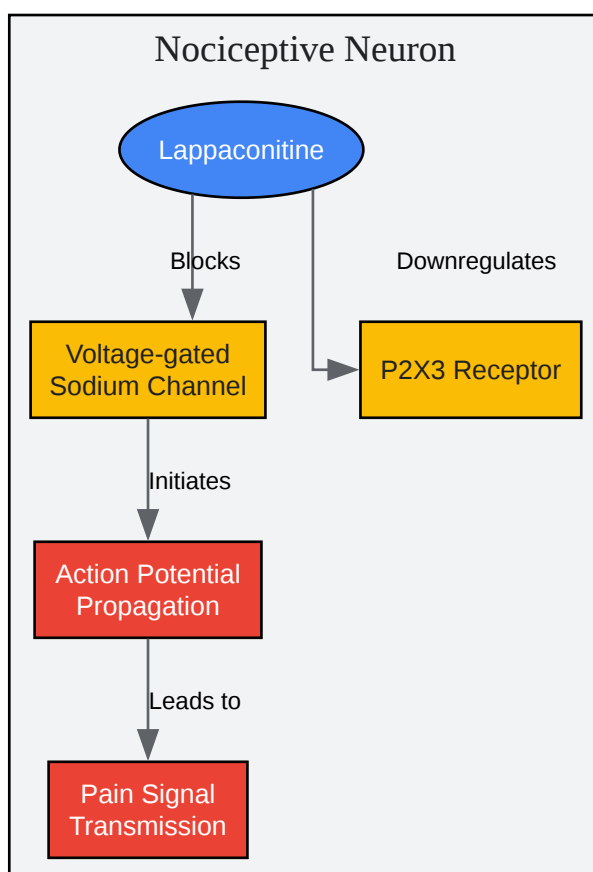 Nociceptive Neuron
Lappaconitine
Blocks
Downregulates
Voltage-gated
Sodium Channel
P2X3 Receptor
Initiates
Action Potential
Propagation
Leads to
Pain Signal
Transmission